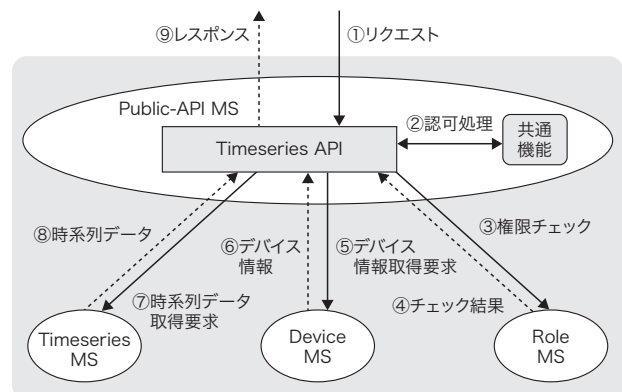 ⑨レスポンス
①リクエスト
Public-API MS
②認可処理
共通
機能
Timeseries API
③権限チェック
⑧時系列データ
⑥デバイス
情報
⑤デバイス
情報取得要求
④チェック結果
⑦時系列データ
取得要求
Timeseries
MS
Device
MS
Role
MS